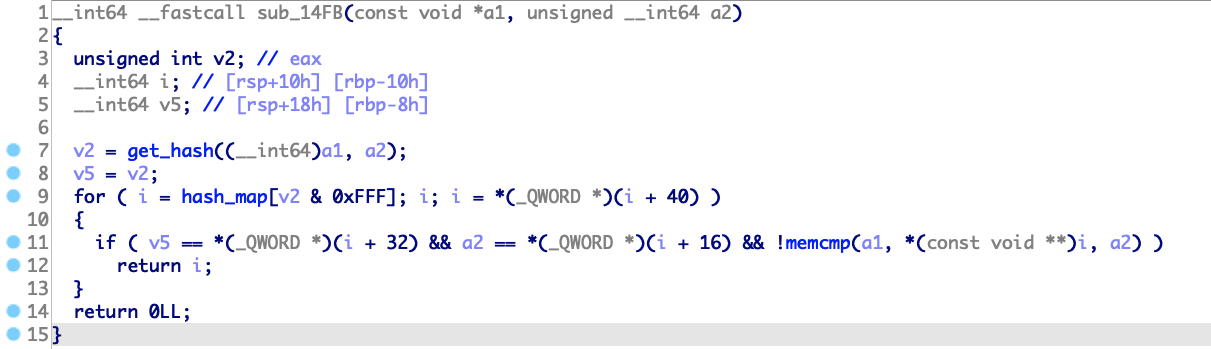 1 __int64 __fastcall sub_14FB(const void *a1, unsigned __int64 a2)
2 {
3 unsigned int v2; // eax
4 __int64 i; // [rsp+10h] [rbp-10h]
5 __int64 v5; // [rsp+18h] [rbp-8h]
6
7 v2 = get_hash((__int64)a1, a2);
8 v5 = v2;
9 for ( i = hash_map[v2 & 0xFFF]; i; i = *(_QWORD *)(i + 40) )
10 {
11 if ( v5 == *(_QWORD *)(i + 32) && a2 == *(_QWORD *)(i + 16) && !memcmp(a1, *(const void **)i, a2) )
12 return i;
13 }
14 return 0LL;
15 }